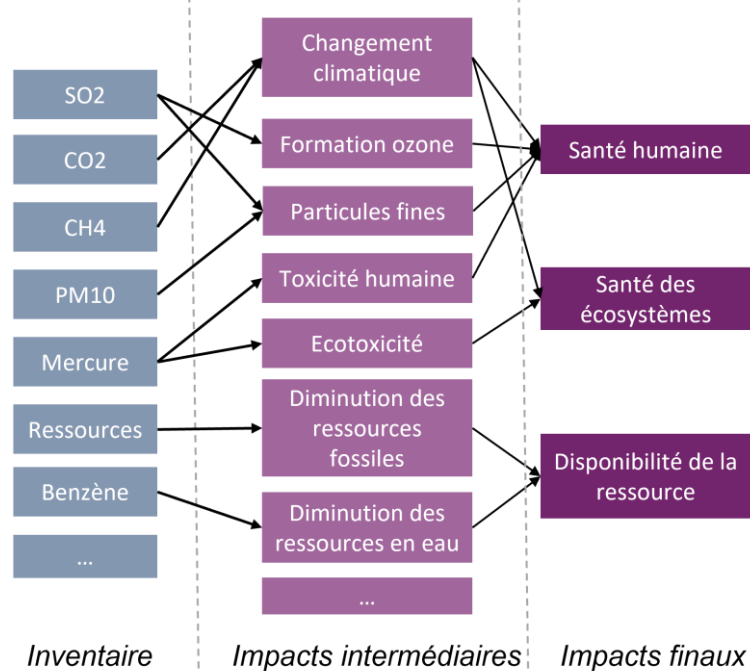 SO2
CO2
CH4
PM10
Mercure
Ressources
Benzène
...
Inventaire
Changement
climatique
Formation ozone
Particules fines
Toxicité humaine
Ecotoxicité
Diminution des
ressources
fossiles
Diminution des
ressources en eau
...
Impacts intermédiaires
Santé humaine
Santé des
écosystèmes
Disponibilité de la
ressource
Impacts finaux